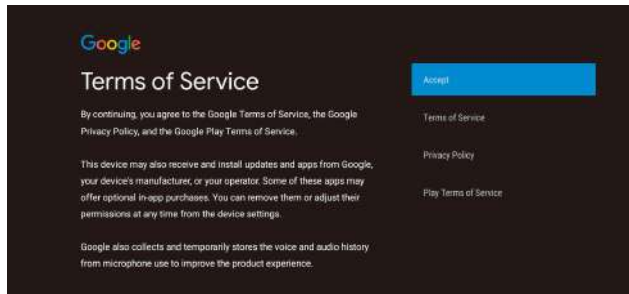 Google
Terms of Service
By continuing, you agree to the Google Terms of Service, the Google
Privacy Policy, and the Google Play Terms of Service.
This device may also receive and install updates and apps from Google,
your device's manufacturer, or your operator. Some of these apps may
offer optional in-app purchases. You can remove them or adjust their
permissions at any time from the device settings.
Google also collects and temporarily stores the voice and audio history
from microphone use to improve the product experience.
Accept
Terms of Service
Privacy Policy
Play Terms of Service